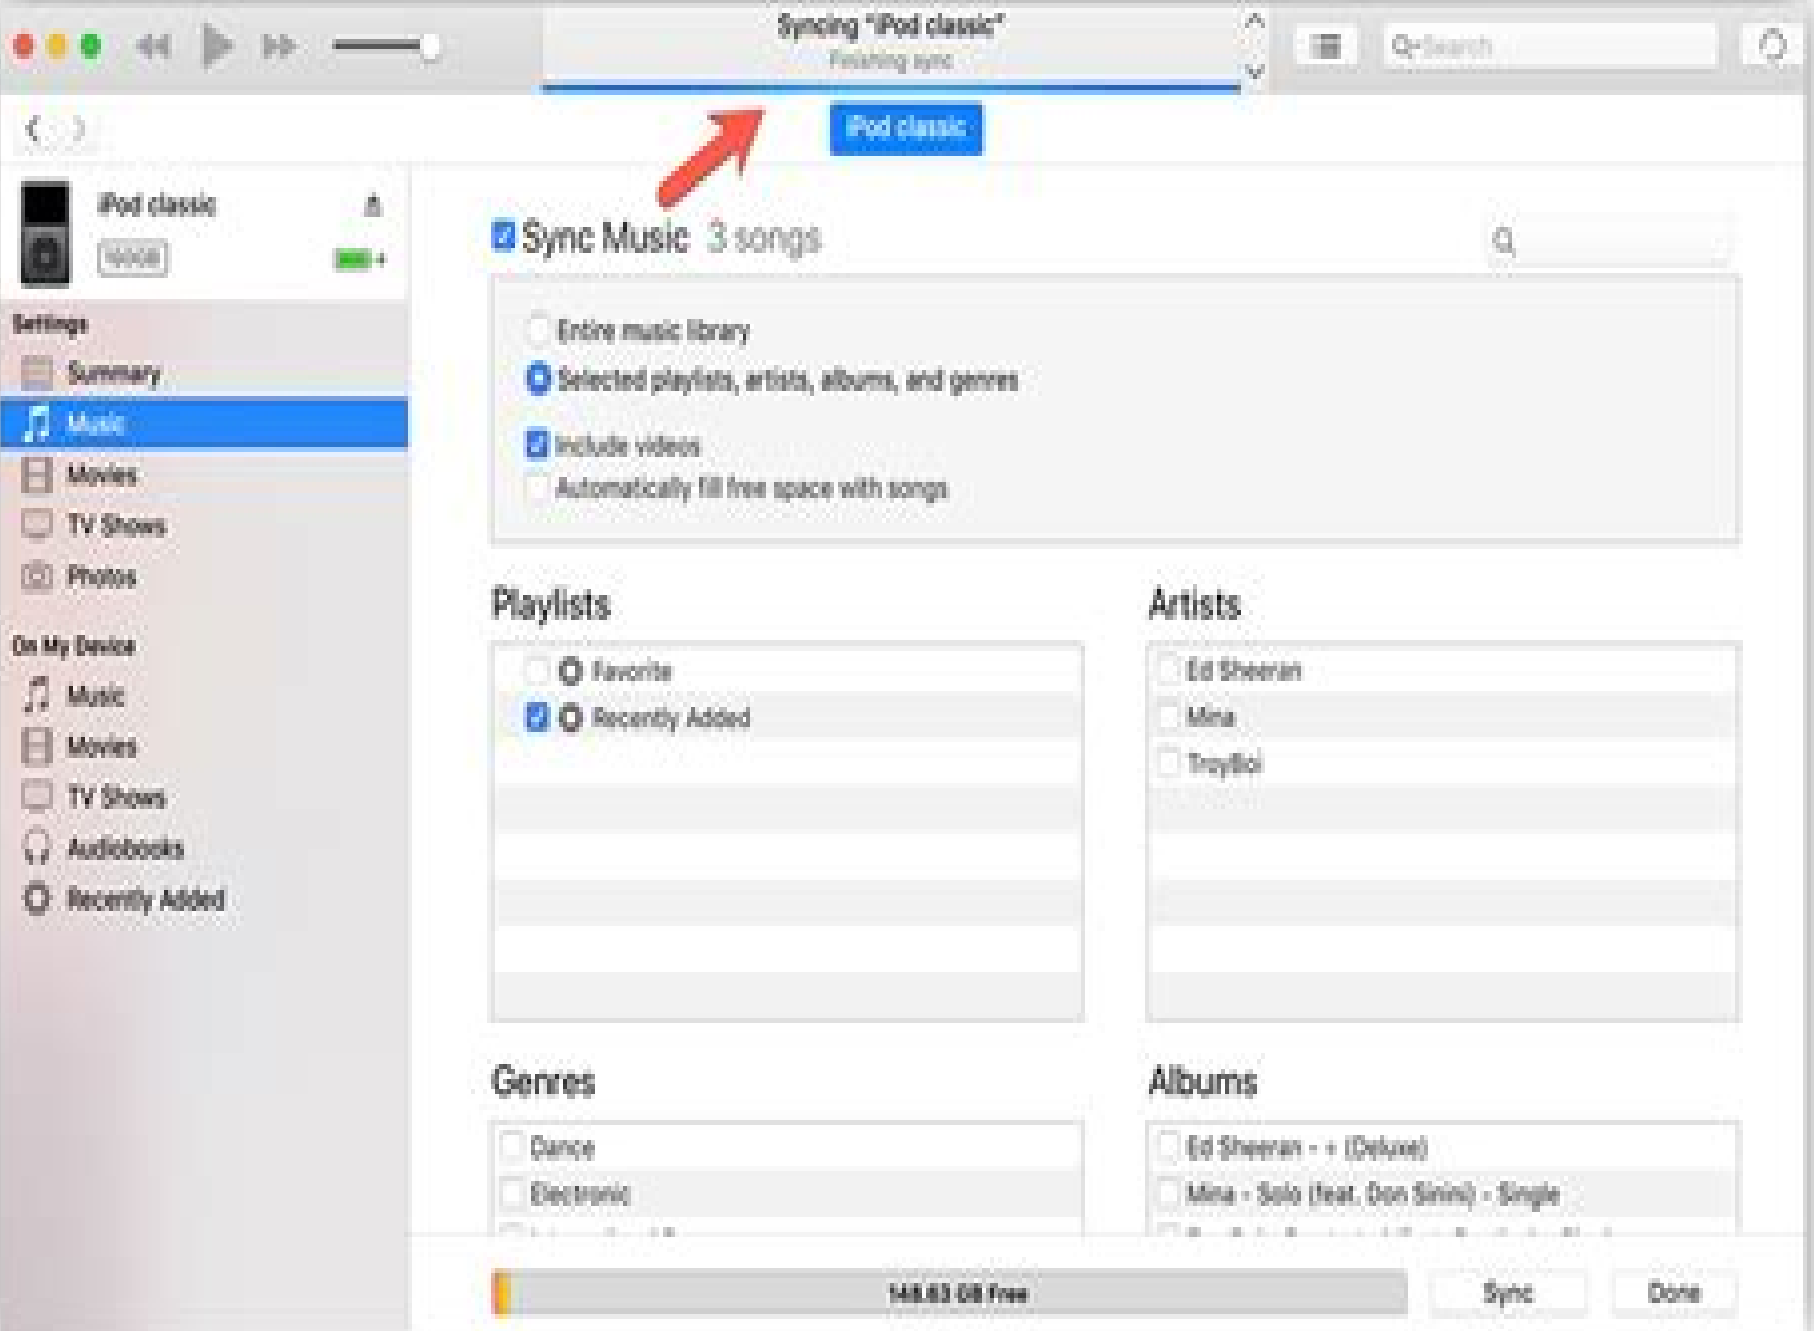 Syncing "iPod classic"
Finishing sync
Search
iPod classic
iPod classic
160GB
Sync Music 3 songs
Settings
Summary
Music
Movies
TV Shows
Photos
On My Device
Music
Movies
TV Shows
Audiobooks
Recently Added
Entire music library
Selected playlists, artists, albums, and genres
Include videos
Automatically fill free space with songs
Playlists
Favorite
Recently Added
Artists
Ed Sheeran
Mina
TroyBoi
Genres
Dance
Electronic
Albums
Ed Sheeran - + (Deluxe)
Mina - Solo (feat. Don Sinini) - Single
148.63 GB Free
Sync
Done